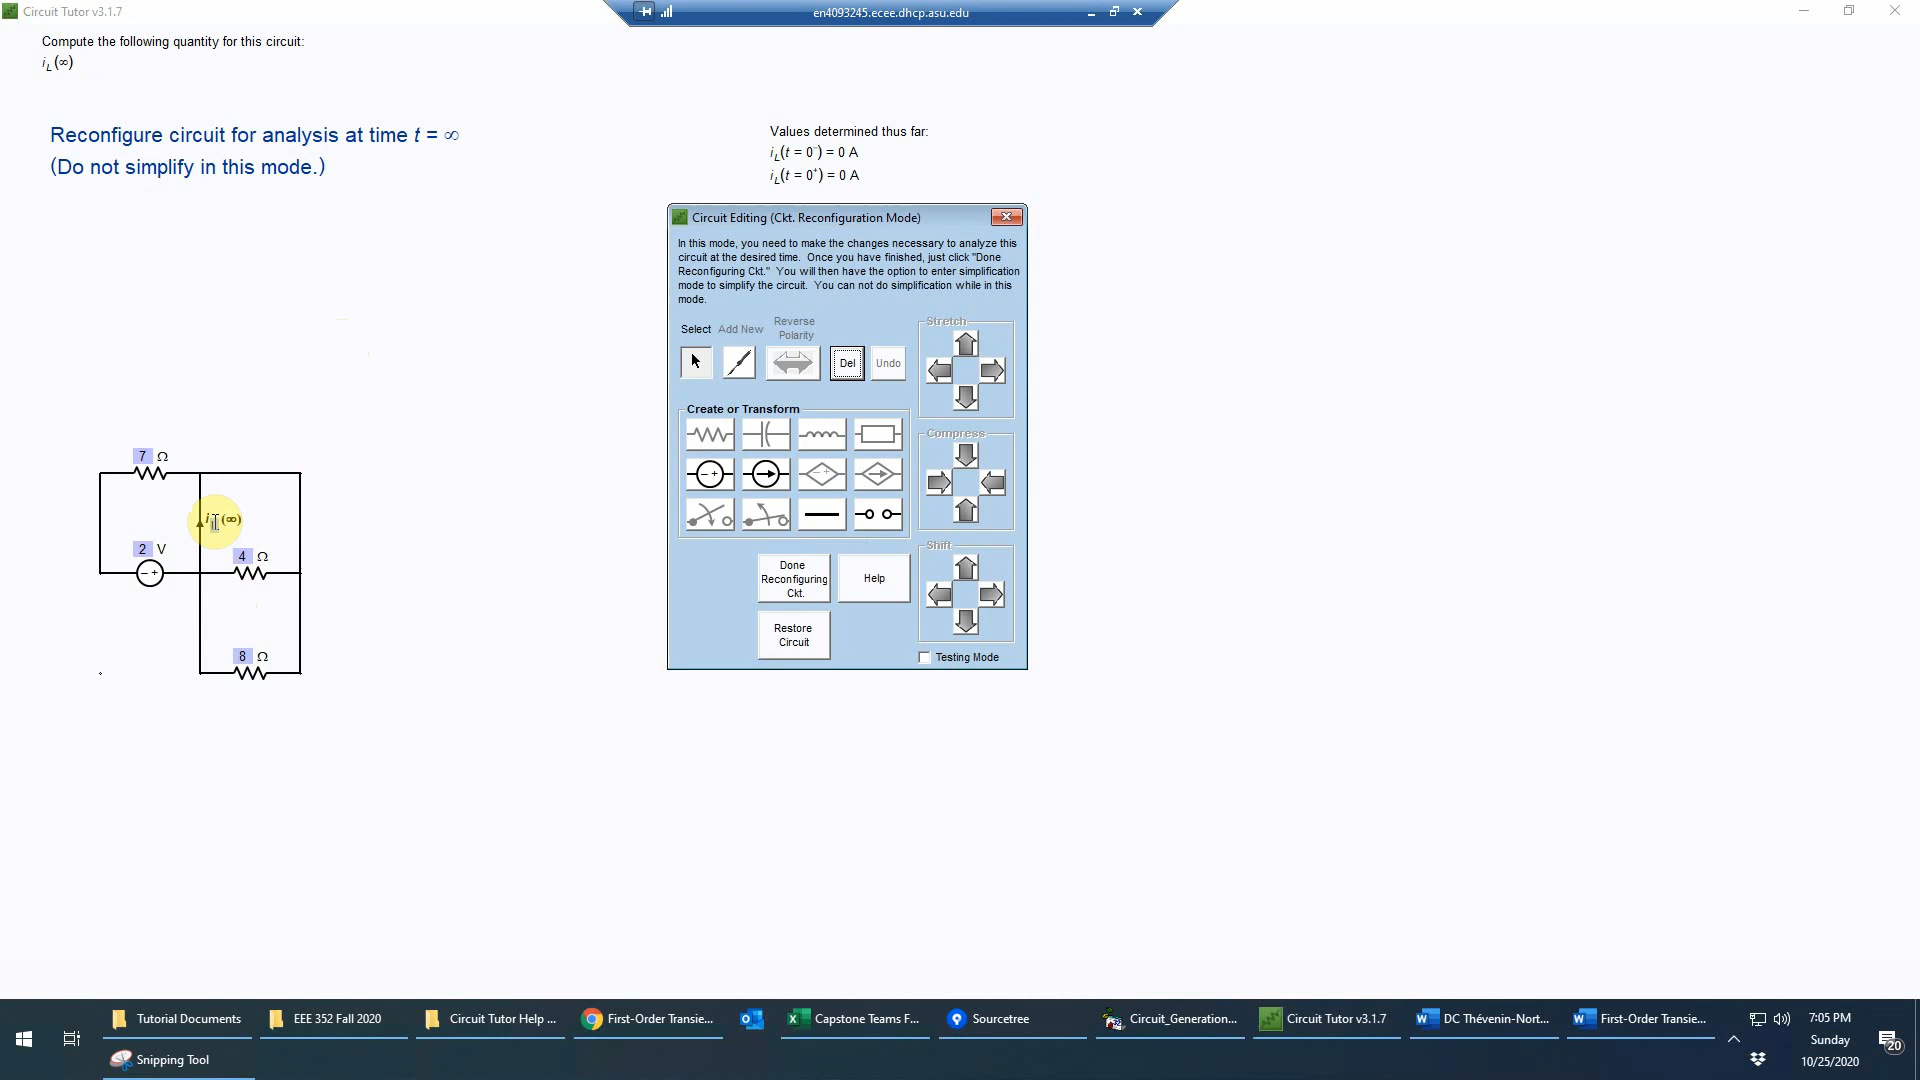 Circuit Tutor v3.1.7
en4093245.ecee.dhcp.asu.edu
Compute the following quantity for this circuit:
iL(∞)
Reconfigure circuit for analysis at time t = ∞
(Do not simplify in this mode.)
Values determined thus far:
iL(t = 0⁻) = 0 A
iL(t = 0⁺) = 0 A
Circuit Editing (Ckt. Reconfiguration Mode)
In this mode, you need to make the changes necessary to analyze this
circuit at the desired time. Once you have finished, just click "Done
Reconfiguring Ckt." You will then have the option to enter simplification
mode to simplify the circuit. You can not do simplification while in this
mode.
Select
Add New
Reverse
Polarity
Stretch
Del
Undo
Create or Transform
Compress
7 Ω
i (∞)
2 V
4 Ω
8 Ω
Done
Reconfiguring
Ckt.
Help
Restore
Circuit
Shift
Testing Mode
Tutorial Documents
EEE 352 Fall 2020
Circuit Tutor Help ...
First-Order Transie...
Capstone Teams F...
Sourcetree
Circuit_Generation...
Circuit Tutor v3.1.7
DC Thévenin-Nort...
First-Order Transie...
Snipping Tool
7:05 PM
Sunday
10/25/2020
20